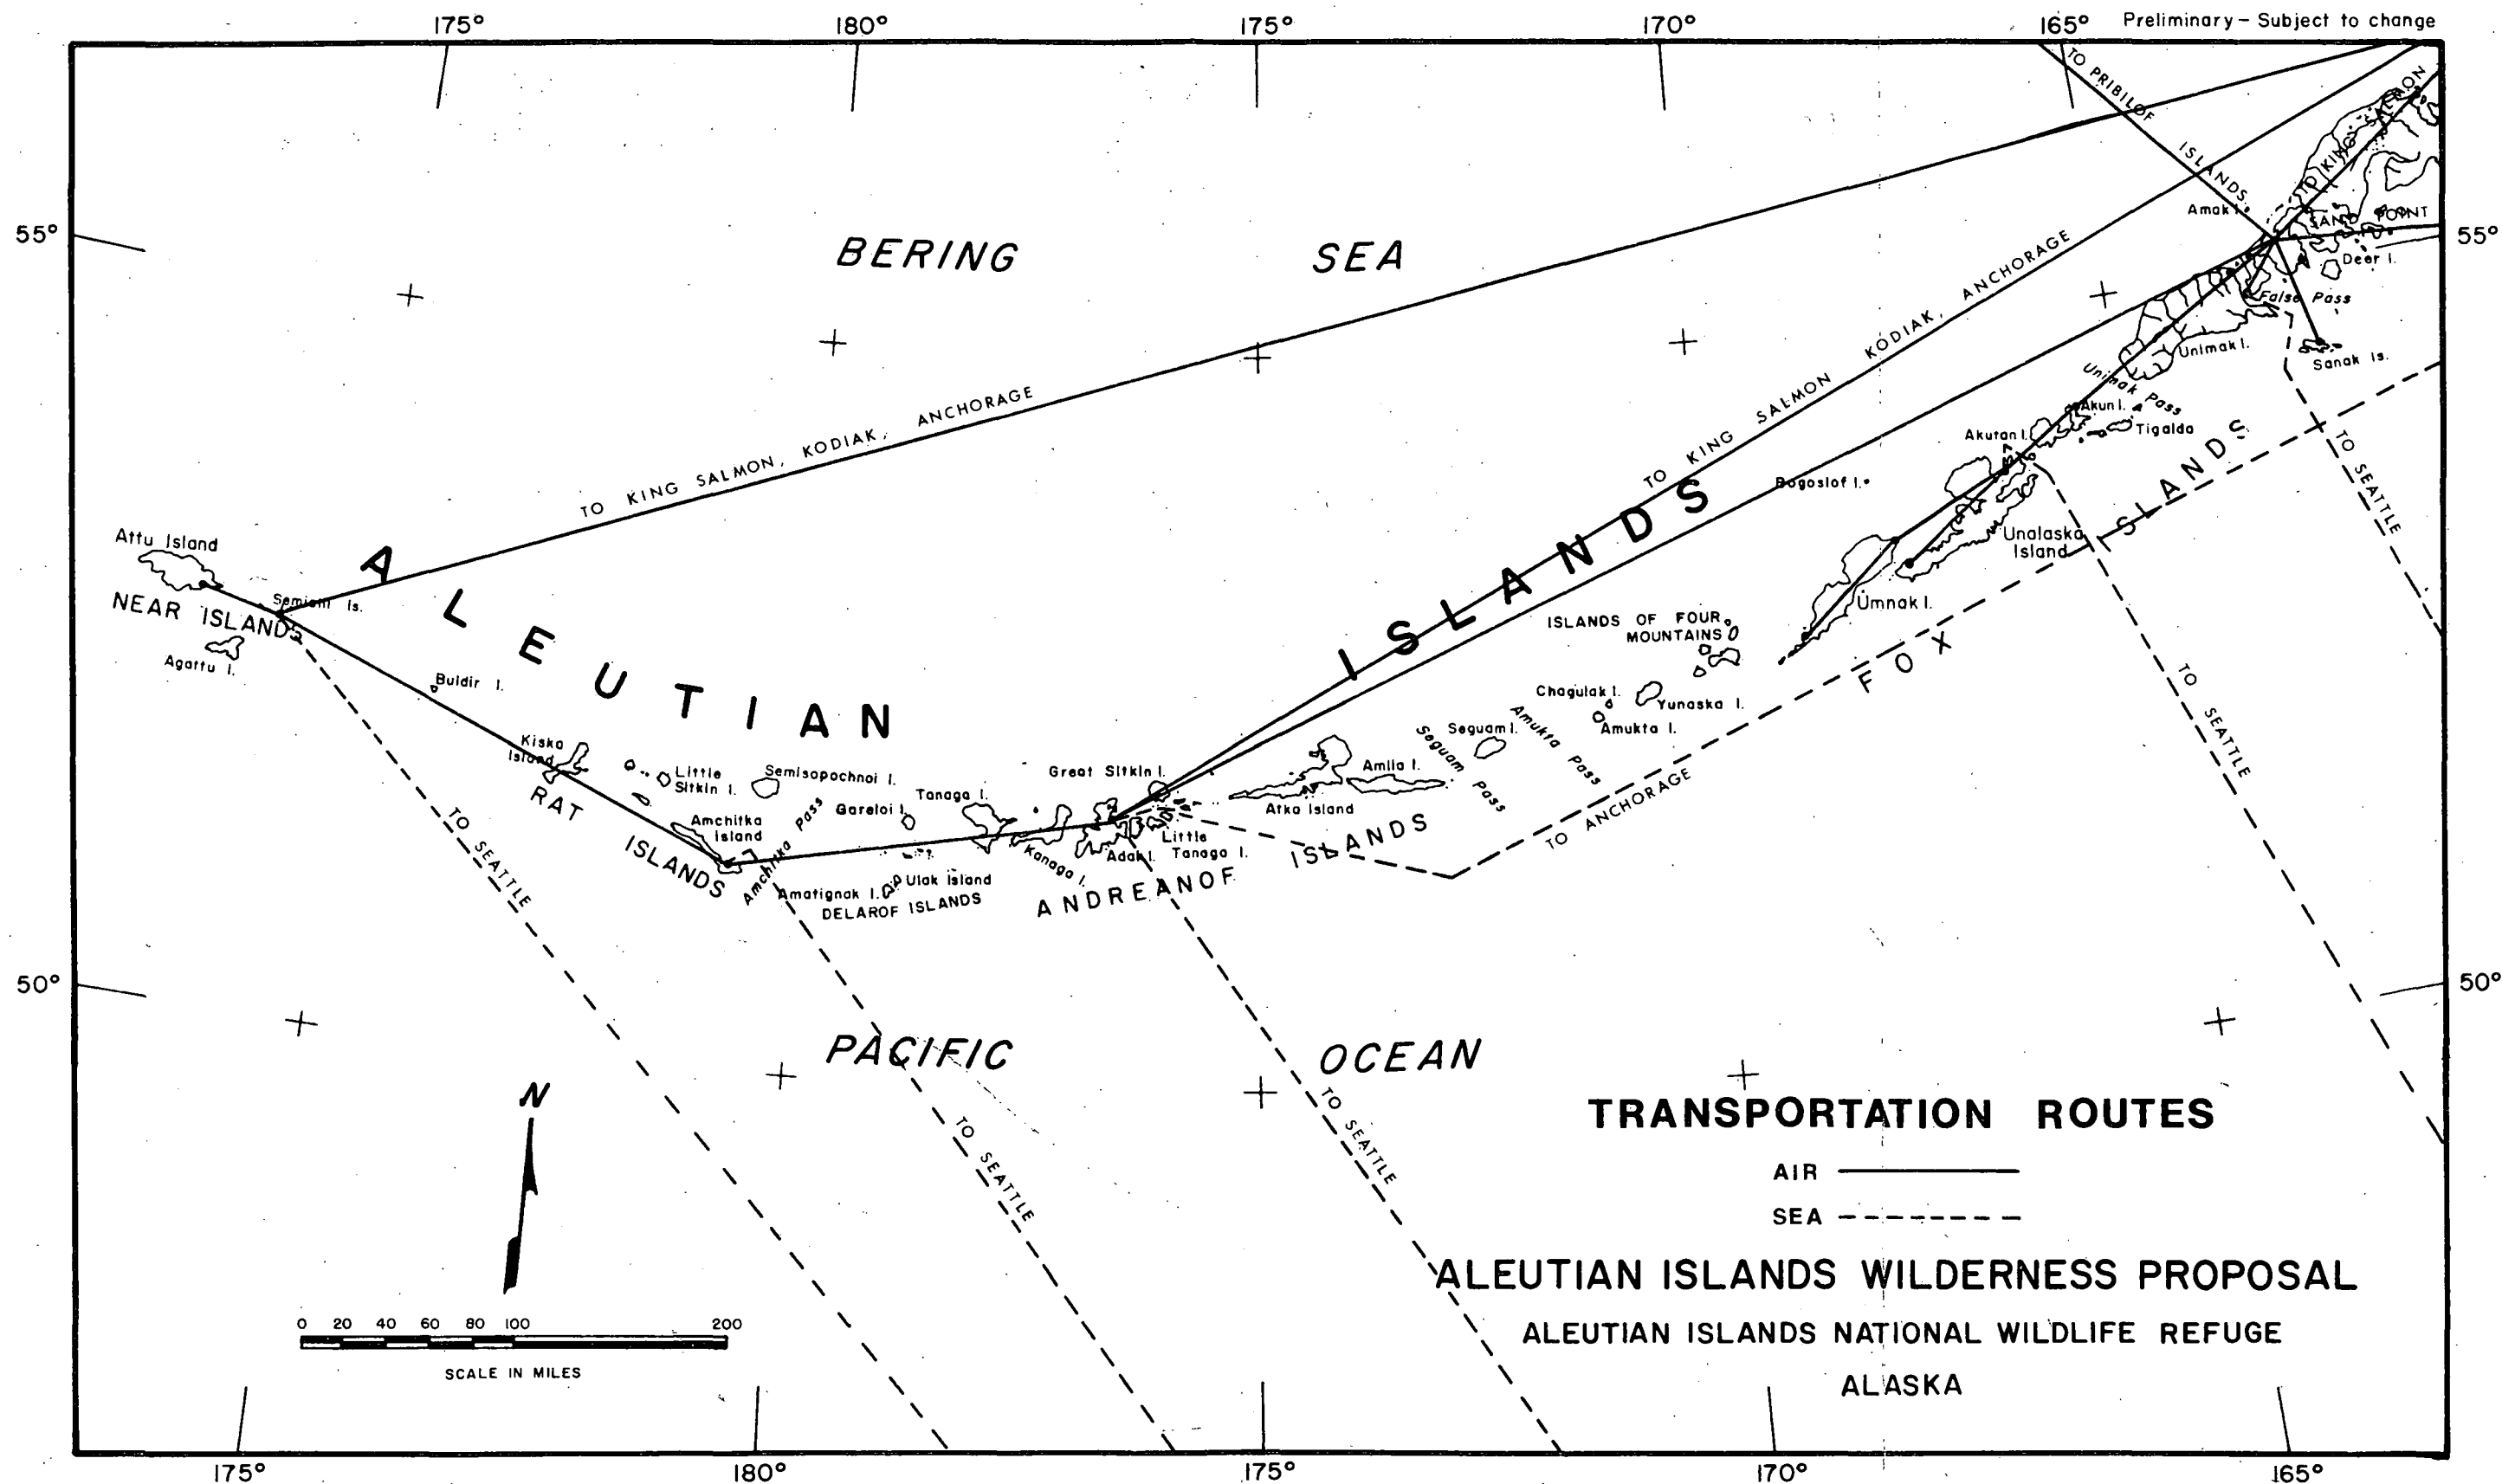 175°
180°
175°
170°
165°
Preliminary – Subject to change
TO PRIBILOF ISLANDS
TO KING SALMON
55°
55°
BERING SEA
Amak I.
SAND POINT
Deer I.
False Pass
Unimak I.
Sanak Is.
Unimak Pass
Akun I.
Akutan I.
Tigalda
TO KING SALMON, KODIAK, ANCHORAGE
TO KING SALMON KODIAK, ANCHORAGE
Bogoslof I.
TO SEATTLE
Attu Island
Semichi Is.
NEAR ISLANDS
Agattu I.
ALEUTIAN ISLANDS
Unalaska
Island
Umnak I.
FOX ISLANDS
ISLANDS OF FOUR
MOUNTAINS
Buldir I.
Chagulak I.
Yunaska I.
Amukta I.
Amukta Pass
Seguam I.
Seguam Pass
TO SEATTLE
Kiska
Island
Little
Sitkin I.
Semisopochnoi I.
RAT ISLANDS
Amchitka
Island
Amchitka Pass
Gareloi I.
Tanaga I.
Great Sitkin I.
Amlia I.
Atka Island
Kanaga I.
Adak I.
Little
Tanaga I.
TO ANCHORAGE
ANDREANOF ISLANDS
Amatignak I.
Ulak Island
DELAROF ISLANDS
TO SEATTLE
50°
50°
PACIFIC OCEAN
TO SEATTLE
TO SEATTLE
N
TRANSPORTATION ROUTES
AIR
SEA
ALEUTIAN ISLANDS WILDERNESS PROPOSAL
ALEUTIAN ISLANDS NATIONAL WILDLIFE REFUGE
ALASKA
0 20 40 60 80 100 200
SCALE IN MILES
175°
180°
175°
170°
165°